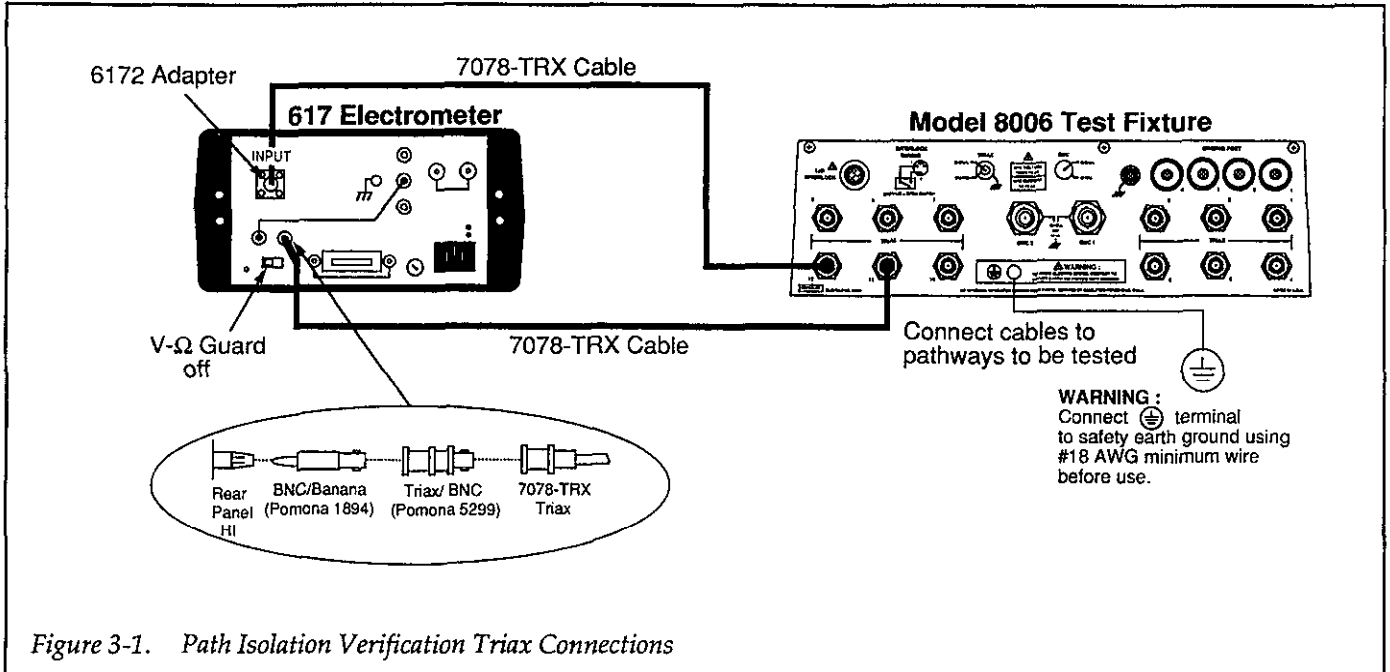 6172 Adapter
7078-TRX Cable
617 Electrometer
INPUT
Model 8006 Test Fixture
V-Ω Guard
off
7078-TRX Cable
Connect cables to
pathways to be tested
WARNING :
Connect ⏚ terminal
to safety earth ground using
#18 AWG minimum wire
before use.
Rear
Panel
HI
BNC/Banana
(Pomona 1894)
Triax/ BNC
(Pomona 5299)
7078-TRX
Triax
WARNING :
Figure 3-1. Path Isolation Verification Triax Connections